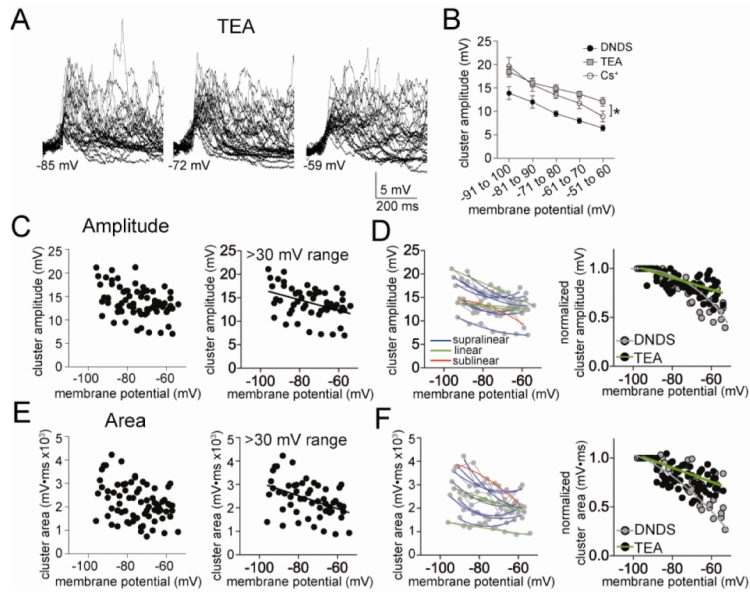 A
TEA
-85 mV
-72 mV
-59 mV
5 mV
200 ms
B
cluster amplitude (mV)
25
20
15
10
5
0
DNDS
TEA
Cs+
*
-91 to 100
-81 to 90
-71 to 80
-61 to 70
-51 to 60
membrane potential (mV)
C
Amplitude
cluster amplitude (mV)
25
20
15
10
5
0
-100
-80
-60
membrane potential (mV)
>30 mV range
cluster amplitude (mV)
25
20
15
10
5
0
-100
-80
-60
membrane potential (mV)
D
cluster amplitude (mV)
25
20
15
10
5
0
supralinear
linear
sublinear
-100
-80
-60
membrane potential (mV)
normalized
cluster amplitude (mV)
1.0
0.5
0.0
DNDS
TEA
-100
-80
-60
membrane potential (mV)
E
Area
cluster area (mV•ms x10³)
5
4
3
2
1
0
-100
-80
-60
membrane potential (mV)
>30 mV range
cluster area (mV•ms x10³)
5
4
3
2
1
0
-100
-80
-60
membrane potential (mV)
F
cluster area (mV•ms x10³)
5
4
3
2
1
0
-100
-80
-60
membrane potential (mV)
normalized
cluster area (mV•ms)
1.0
0.5
0.0
DNDS
TEA
-100
-80
-60
membrane potential (mV)